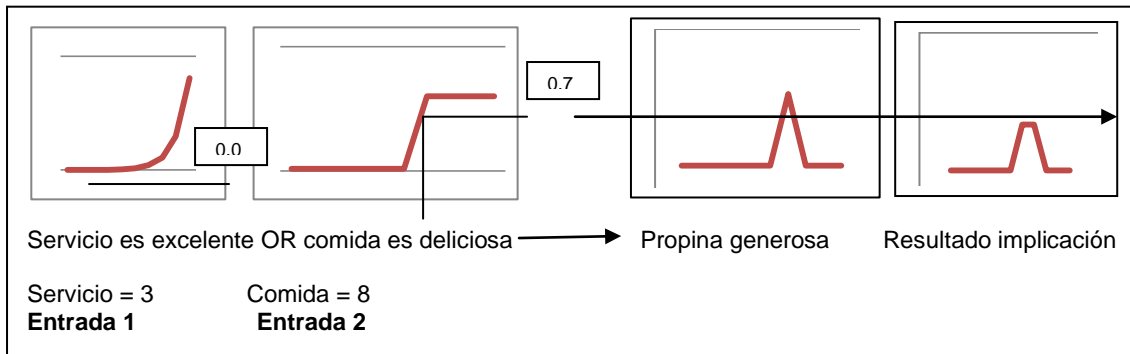 0.7
0.0
Servicio es excelente OR comida es deliciosa
Propina generosa
Resultado implicación
Servicio = 3
Comida = 8
Entrada 1
Entrada 2